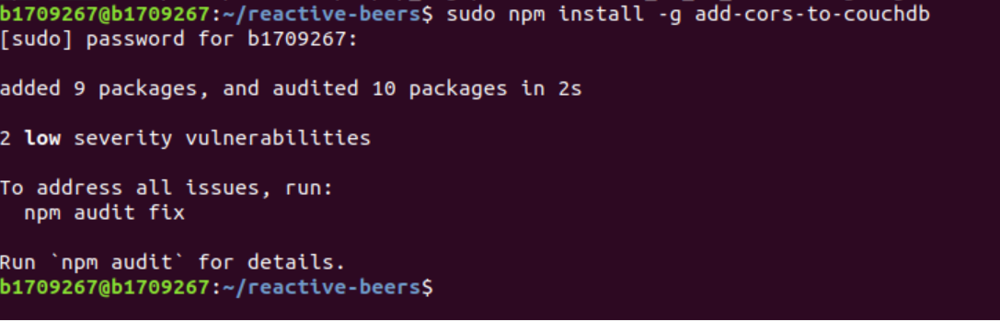 b1709267@b1709267:~/reactive-beers$ sudo npm install -g add-cors-to-couchdb
[sudo] password for b1709267:
added 9 packages, and audited 10 packages in 2s
2 low severity vulnerabilities
To address all issues, run:
  npm audit fix
Run `npm audit` for details.
b1709267@b1709267:~/reactive-beers$